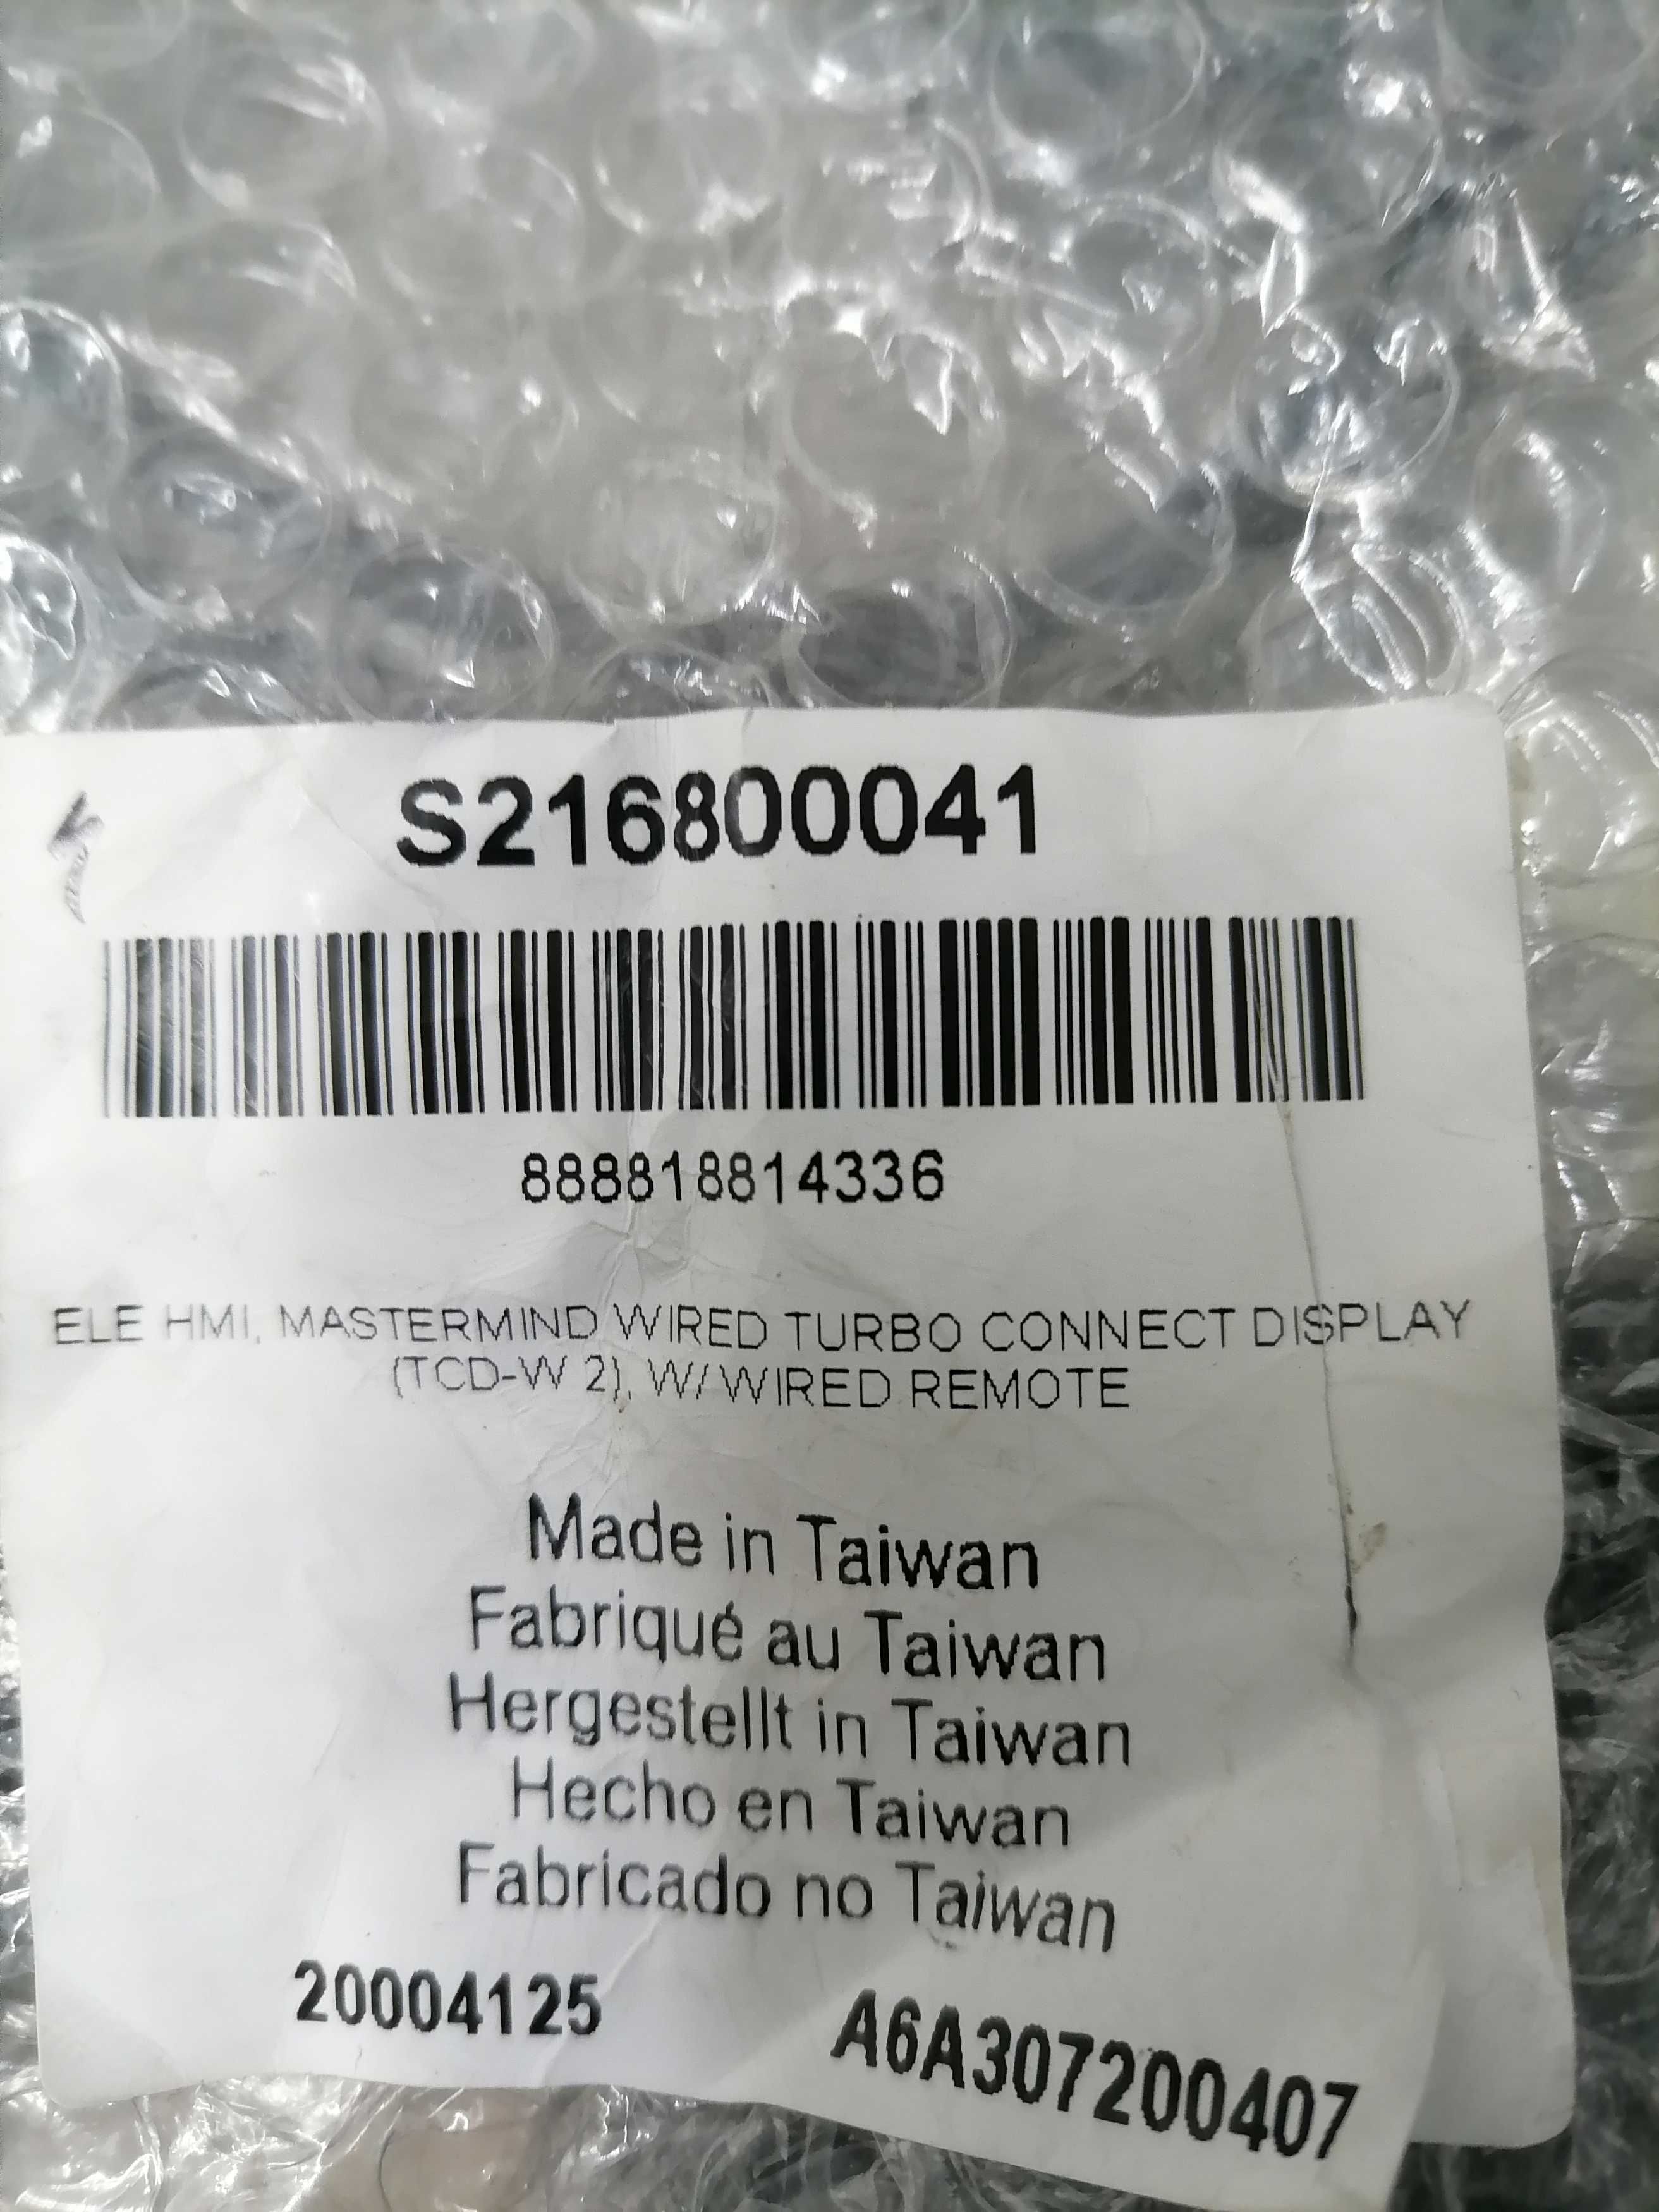 S216800041
888818814336
ELE HMI, MASTERMIND WIRED TURBO CONNECT DISPLAY
(TCD-W 2), W/WIRED REMOTE
Made in Taiwan
Fabriqué au Taiwan
Hergestellt in Taiwan
Hecho en Taiwan
Fabricado no Taiwan
20004125
A6A307200407